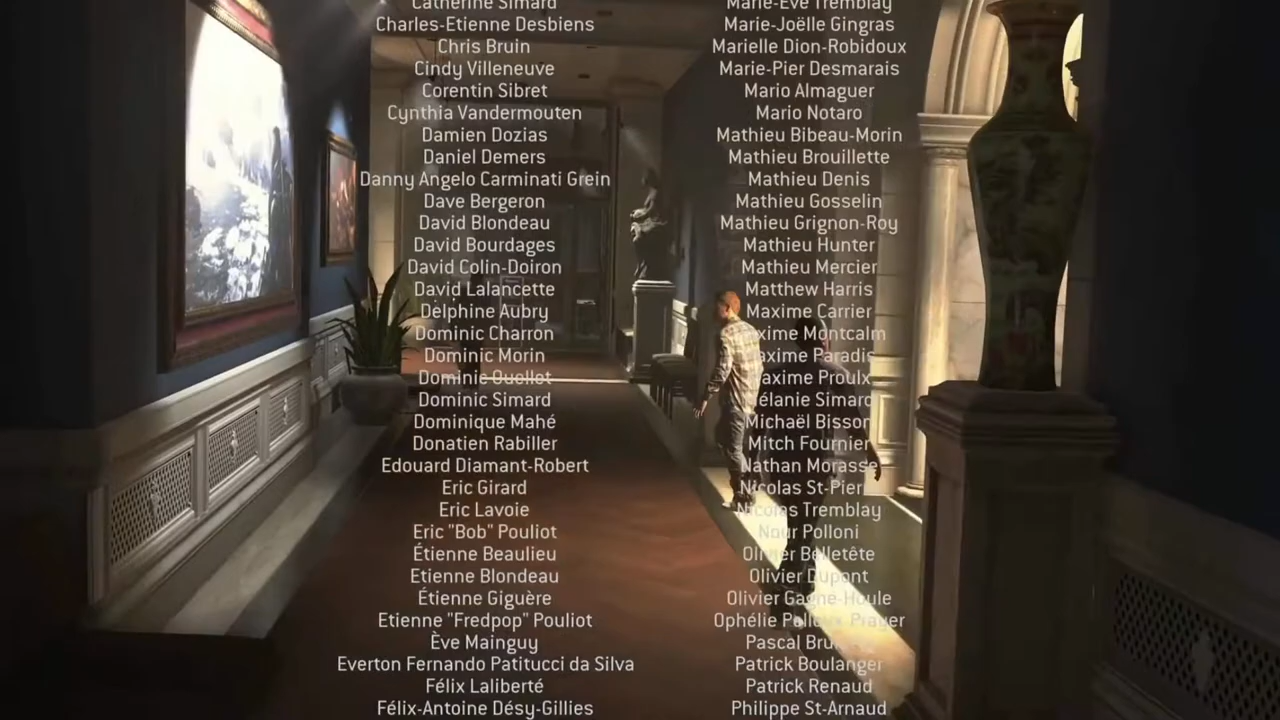 Catherine Simard
Charles-Etienne Desbiens
Chris Bruin
Cindy Villeneuve
Corentin Sibret
Cynthia Vandermouten
Damien Dozias
Daniel Demers
Danny Angelo Carminati Grein
Dave Bergeron
David Blondeau
David Bourdages
David Colin-Doiron
David Lalancette
Delphine Aubry
Dominic Charron
Dominic Morin
Dominic Ouellet
Dominic Simard
Dominique Mahé
Donatien Rabiller
Edouard Diamant-Robert
Eric Girard
Eric Lavoie
Eric "Bob" Pouliot
Étienne Beaulieu
Etienne Blondeau
Étienne Giguère
Etienne "Fredpop" Pouliot
Ève Mainguy
Everton Fernando Patitucci da Silva
Félix Laliberté
Félix-Antoine Désy-Gillies
Marie-Eve Tremblay
Marie-Joëlle Gingras
Marielle Dion-Robidoux
Marie-Pier Desmarais
Mario Almaguer
Mario Notaro
Mathieu Bibeau-Morin
Mathieu Brouillette
Mathieu Denis
Mathieu Gosselin
Mathieu Grignon-Roy
Mathieu Hunter
Mathieu Mercier
Matthew Harris
Maxime Carrier
Maxime Montcalm
Maxime Paradis
Maxime Proulx
Mélanie Simard
Michaël Bisson
Mitch Fournier
Nathan Morasse
Nicolas St-Pierre
Nicolas Tremblay
Nour Polloni
Olivier Belletête
Olivier Dupont
Olivier Gagne-Houle
Ophélie
Pascal
Patrick Boulanger
Patrick Renaud
Philippe St-Arnaud